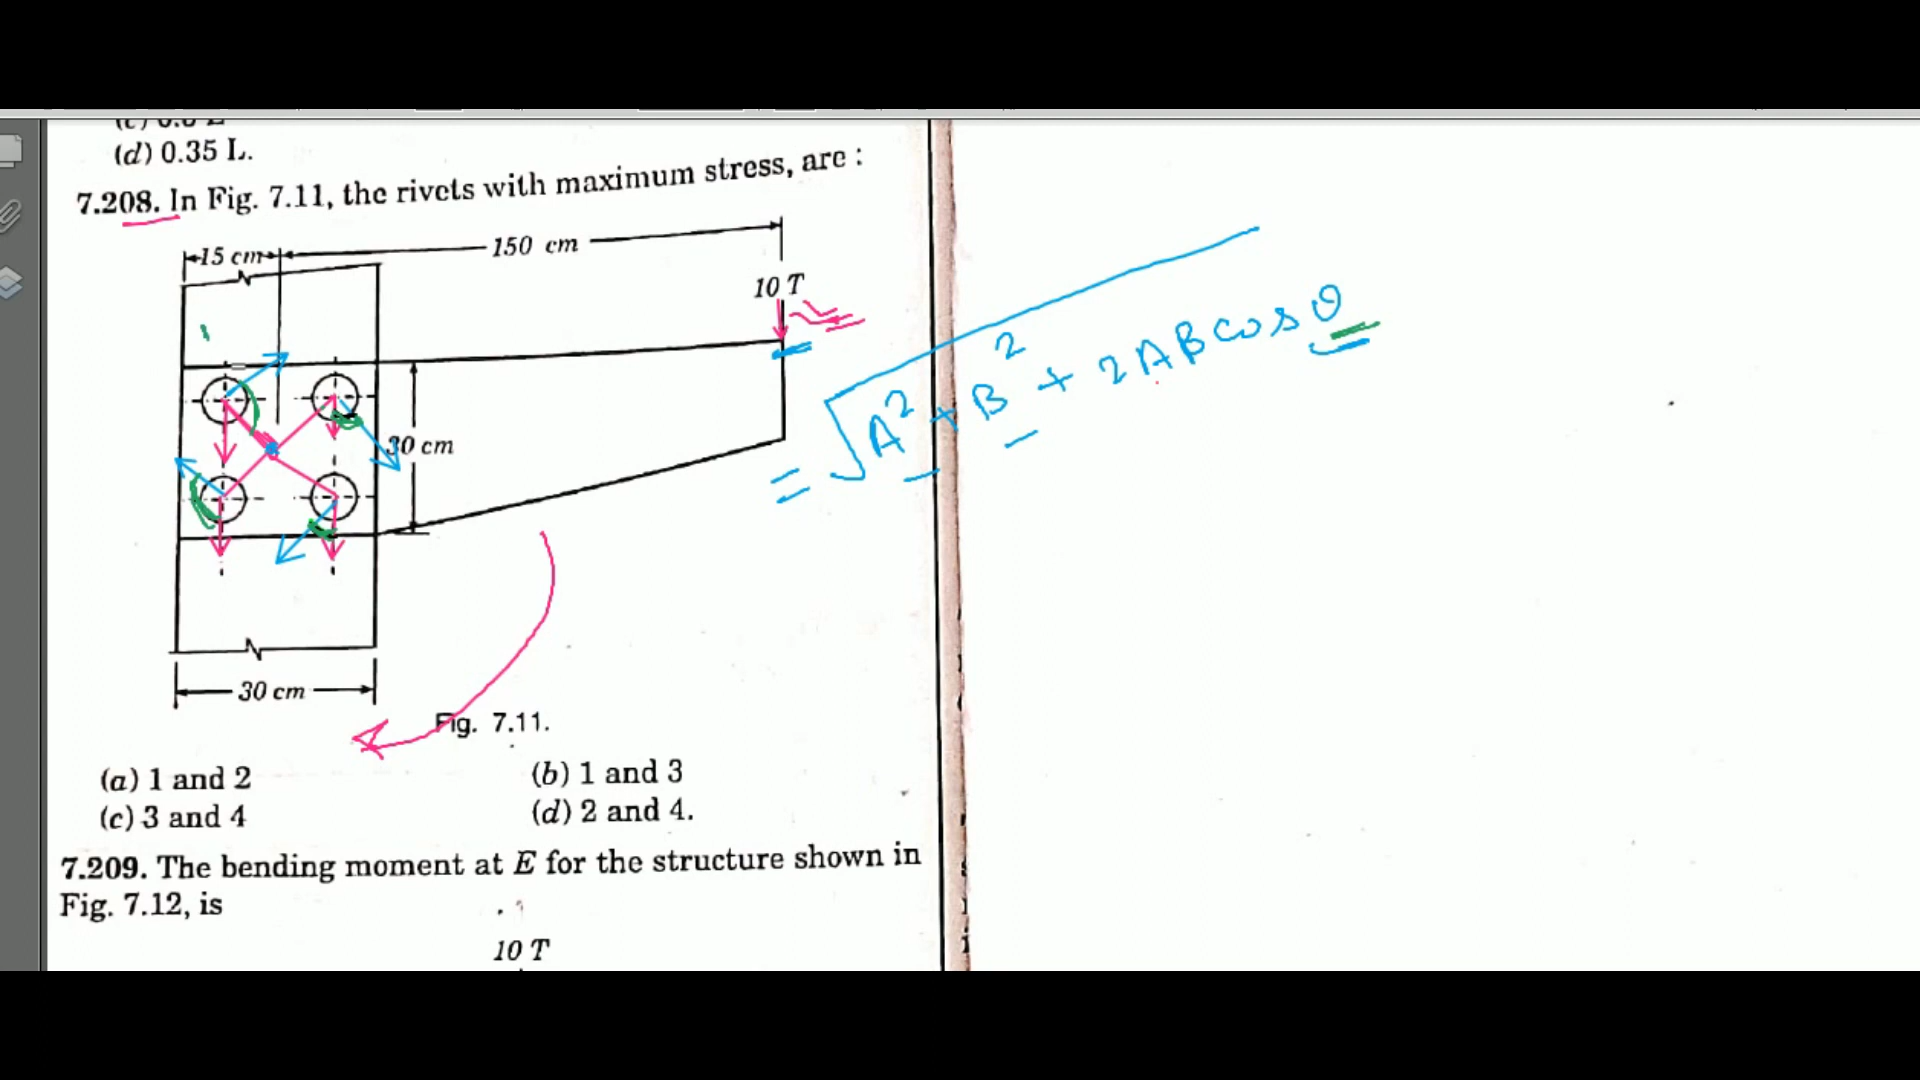 (d) 0.35 L.
7.208. In Fig. 7.11, the rivets with maximum stress, are :
15 cm 150 cm
10 T
= √A² + B² + 2ABcosθ
30 cm
30 cm
Fig. 7.11.
(a) 1 and 2 (b) 1 and 3
(c) 3 and 4 (d) 2 and 4.
7.209. The bending moment at E for the structure shown in
Fig. 7.12, is
10 T